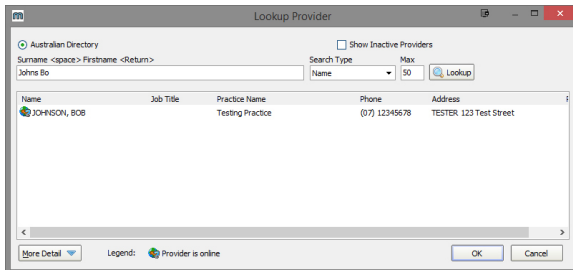 Lookup Provider
Australian Directory
Show Inactive Providers
Surname <space> Firstname <Return>
Search Type
Max
Johns Bo
Name
50
Lookup
Name Job Title Practice Name Phone Address
JOHNSON, BOB Testing Practice (07) 12345678 TESTER 123 Test Street
More Detail
Legend:
Provider is online
OK
Cancel